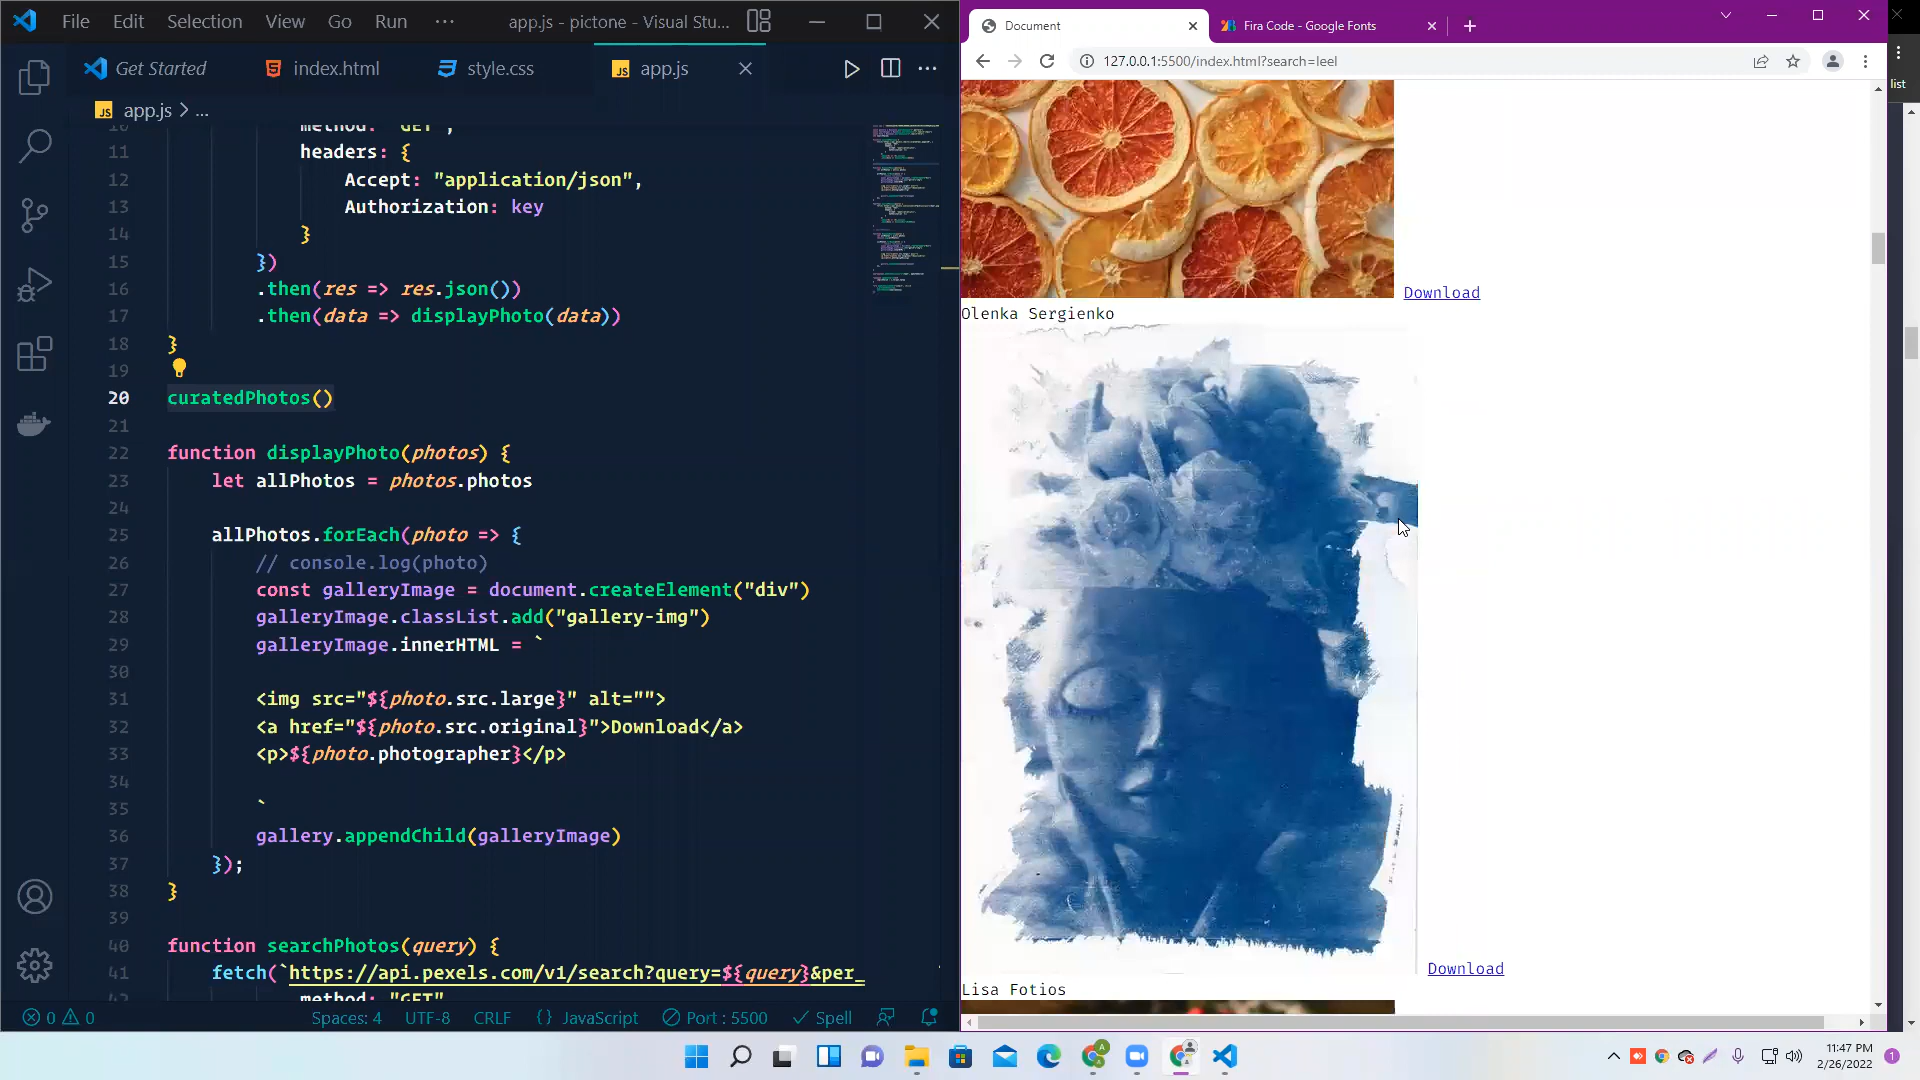 File Edit Selection View Go Run ··· app.js - pictone - Visual Stu...
Get Started index.html style.css app.js
app.js > ...
method: "GET",
11 headers: {
12 Accept: "application/json",
13 Authorization: key
14 }
15 })
16 .then(res => res.json())
17 .then(data => displayPhoto(data))
18 }
19
20 curatedPhotos()
21
22 function displayPhoto(photos) {
23 let allPhotos = photos.photos
24
25 allPhotos.forEach(photo => {
26 // console.log(photo)
27 const galleryImage = document.createElement("div")
28 galleryImage.classList.add("gallery-img")
29 galleryImage.innerHTML = `
30
31 <img src="${photo.src.large}" alt="">
32 <a href="${photo.src.original}">Download</a>
33 <p>${photo.photographer}</p>
34
35 `
36 gallery.appendChild(galleryImage)
37 });
38 }
39
40 function searchPhotos(query) {
41 fetch(`https://api.pexels.com/v1/search?query=${query}&per_
method: "GET"
0 0 Spaces: 4 UTF-8 CRLF {} JavaScript Port : 5500 Spell
Document Fira Code - Google Fonts
127.0.0.1:5500/index.html?search=leel
list
Download
Olenka Sergienko
Download
Lisa Fotios
11:47 PM
2/26/2022
1